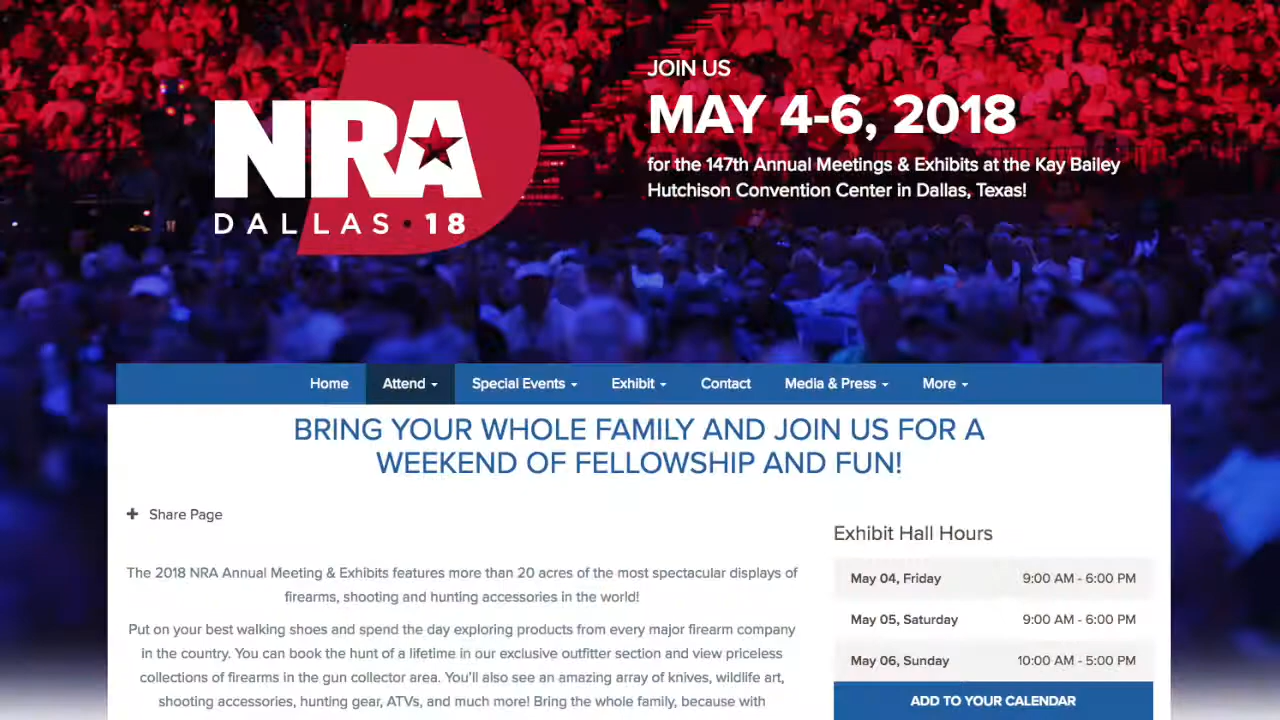 NRA
DALLAS • 18
JOIN US
MAY 4-6, 2018
for the 147th Annual Meetings & Exhibits at the Kay Bailey
Hutchison Convention Center in Dallas, Texas!
Home Attend Special Events Exhibit Contact Media & Press More
BRING YOUR WHOLE FAMILY AND JOIN US FOR A
WEEKEND OF FELLOWSHIP AND FUN!
+ Share Page
The 2018 NRA Annual Meeting & Exhibits features more than 20 acres of the most spectacular displays of
firearms, shooting and hunting accessories in the world!
Put on your best walking shoes and spend the day exploring products from every major firearm company
in the country. You can book the hunt of a lifetime in our exclusive outfitter section and view priceless
collections of firearms in the gun collector area. You'll also see an amazing array of knives, wildlife art,
shooting accessories, hunting gear, ATVs, and much more! Bring the whole family, because with
Exhibit Hall Hours
May 04, Friday 9:00 AM - 6:00 PM
May 05, Saturday 9:00 AM - 6:00 PM
May 06, Sunday 10:00 AM - 5:00 PM
ADD TO YOUR CALENDAR